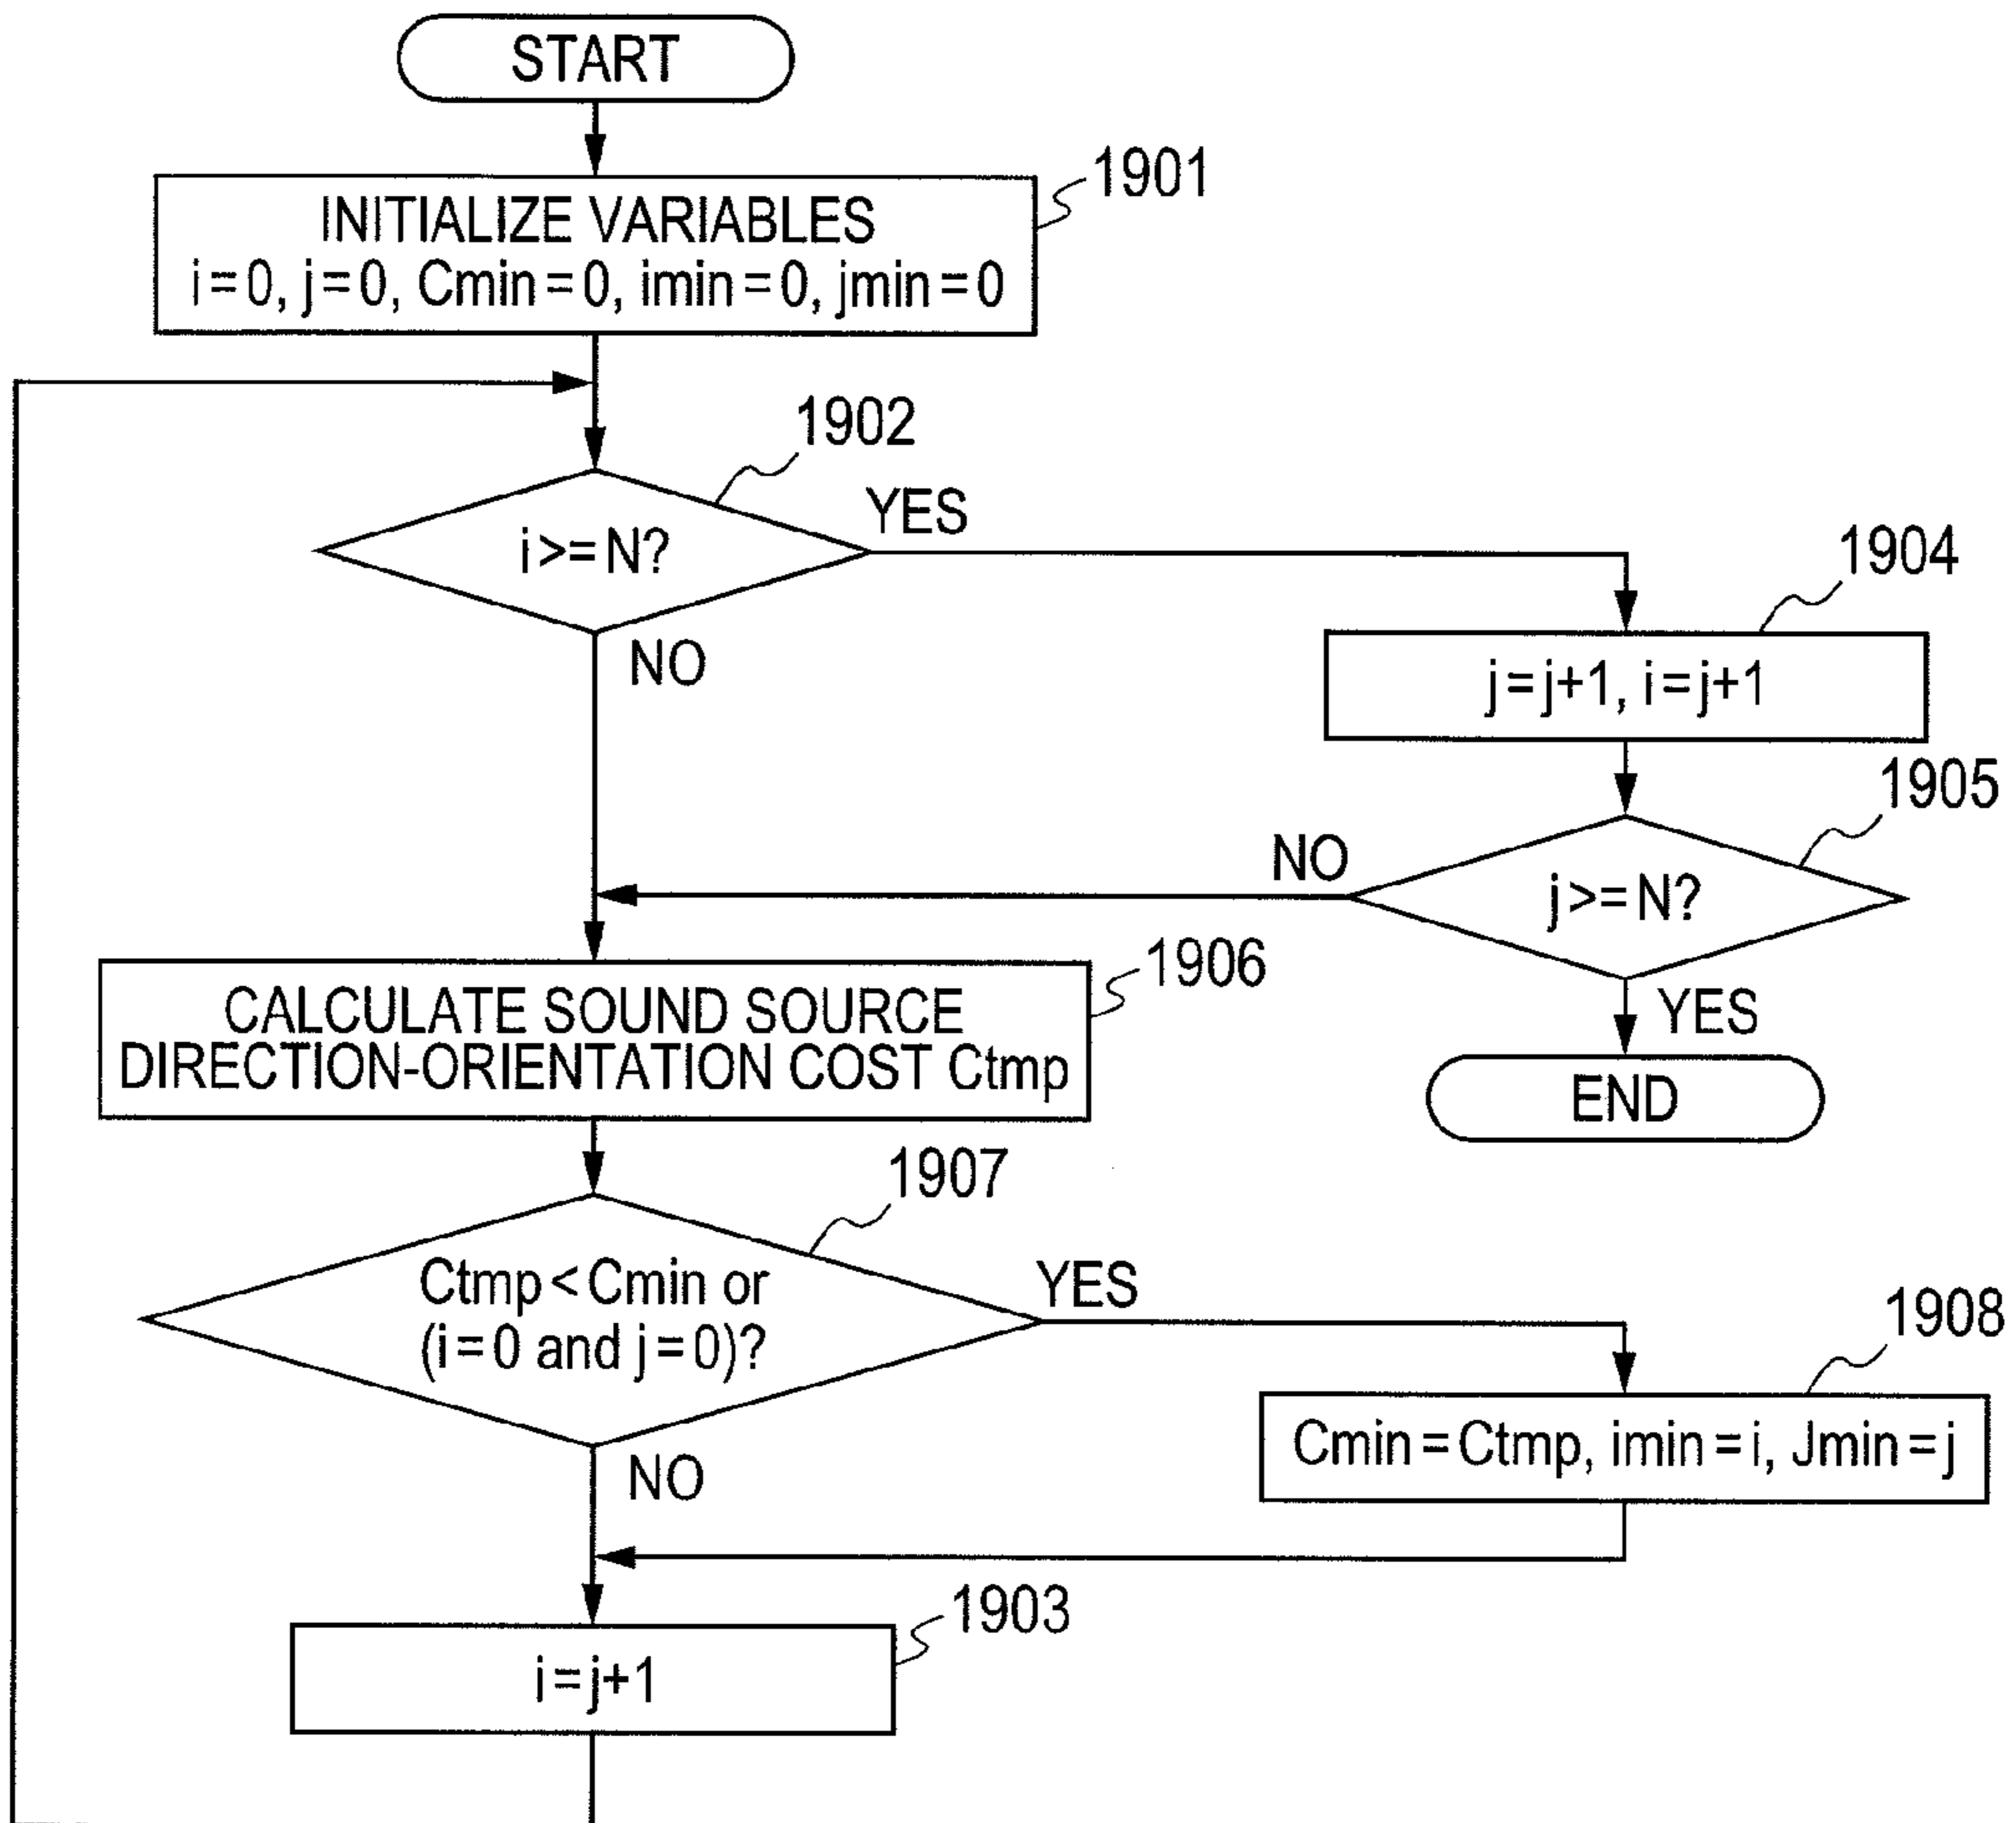 START
1901
INITIALIZE VARIABLES
i=0, j=0, Cmin=0, imin=0, jmin=0
1902
i>=N?
YES
NO
1904
j=j+1, i=j+1
1905
j>=N?
NO
YES
END
1906
CALCULATE SOUND SOURCE
DIRECTION-ORIENTATION COST Ctmp
1907
Ctmp<Cmin or
(i=0 and j=0)?
YES
NO
1908
Cmin=Ctmp, imin=i, Jmin=j
1903
i=j+1